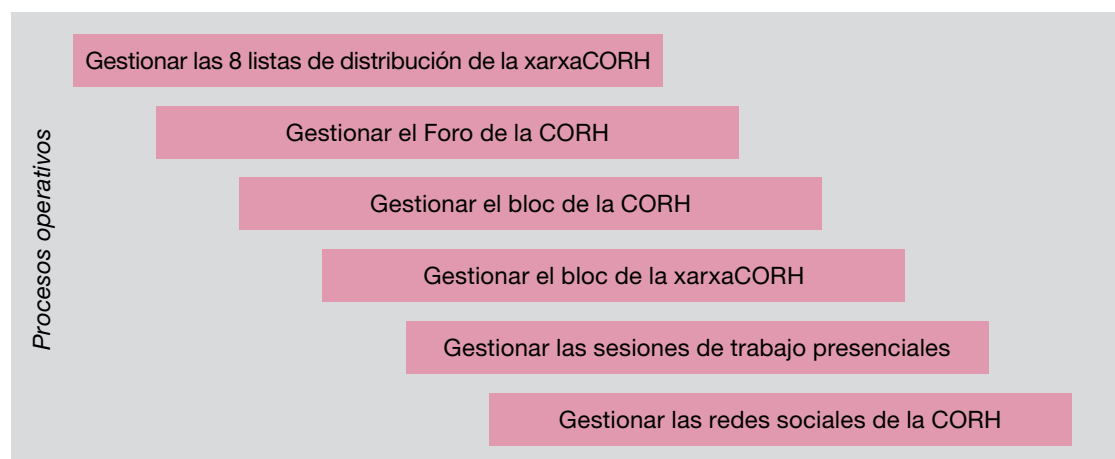 Gestionar las 8 listas de distribución de la xarxaCORH
Gestionar el Foro de la CORH
Gestionar el bloc de la CORH
Gestionar el bloc de la xarxaCORH
Gestionar las sesiones de trabajo presenciales
Gestionar las redes sociales de la CORH
Procesos operativos